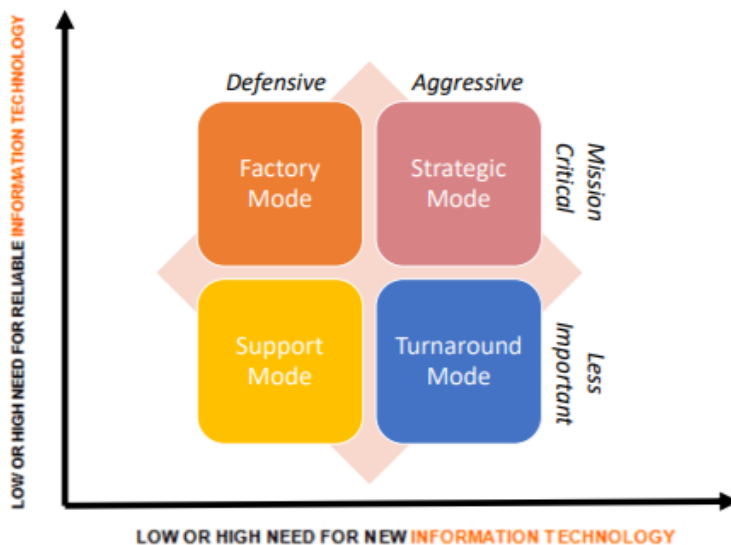 LOW OR HIGH NEED FOR RELIABLE INFORMATION TECHNOLOGY
Defensive
Aggressive
Factory
Mode
Strategic
Mode
Mission
Critical
Support
Mode
Turnaround
Mode
Less
Important
LOW OR HIGH NEED FOR NEW INFORMATION TECHNOLOGY